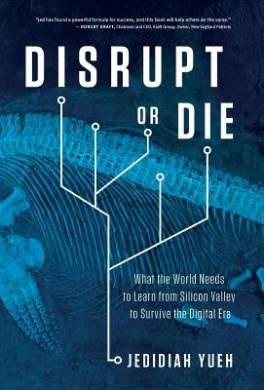 "Jed has found a powerful formula for success, and this book will help others do the same."
— ROBERT KRAFT, Chairman and CEO, Kraft Group, Owner, New England Patriots
DISRUPT
OR DIE
What the World Needs
to Learn from Silicon Valley
to Survive the Digital Era
JEDIDIAH YUEH